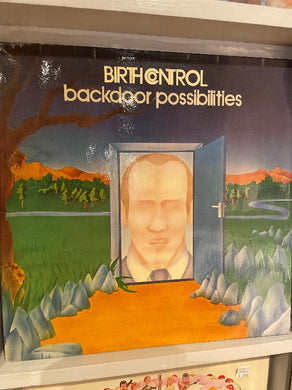 BIRTH CONTROL
backdoor possibilities